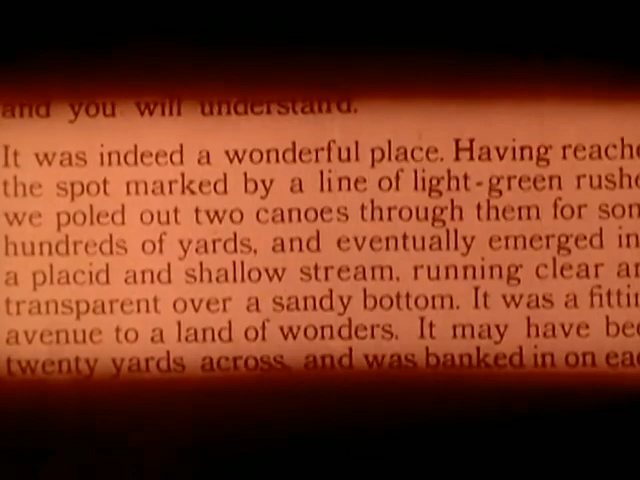 and you will understand.
It was indeed a wonderful place. Having reache
the spot marked by a line of light-green rushe
we poled out two canoes through them for som
hundreds of yards, and eventually emerged in
a placid and shallow stream, running clear an
transparent over a sandy bottom. It was a fittin
avenue to a land of wonders. It may have bee
twenty yards across, and was banked in on eac